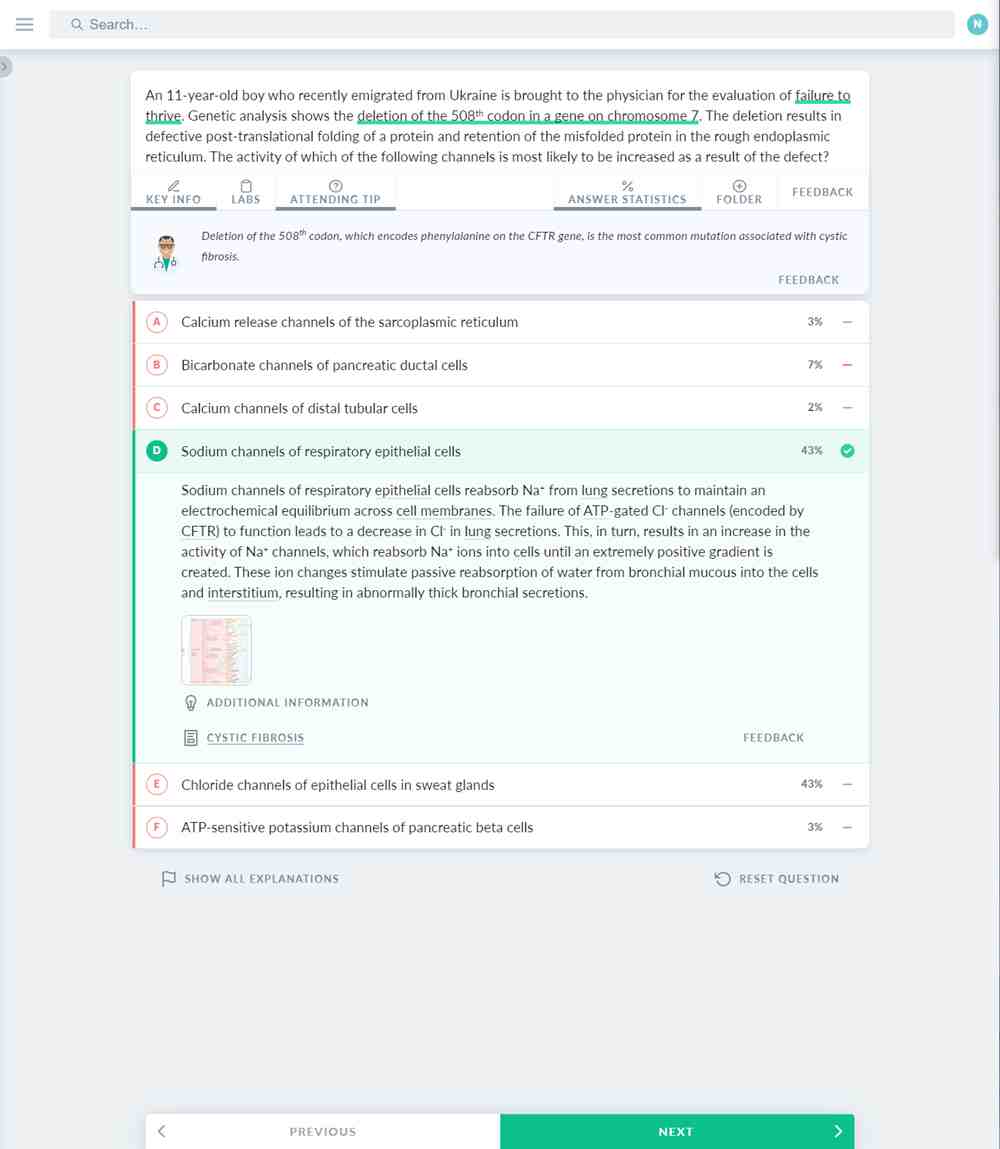 Search...
N
An 11-year-old boy who recently emigrated from Ukraine is brought to the physician for the evaluation of failure to
thrive. Genetic analysis shows the deletion of the 508th codon in a gene on chromosome 7. The deletion results in
defective post-translational folding of a protein and retention of the misfolded protein in the rough endoplasmic
reticulum. The activity of which of the following channels is most likely to be increased as a result of the defect?
KEY INFO LABS ATTENDING TIP % ANSWER STATISTICS FOLDER FEEDBACK
Deletion of the 508th codon, which encodes phenylalanine on the CFTR gene, is the most common mutation associated with cystic
fibrosis.
FEEDBACK
A Calcium release channels of the sarcoplasmic reticulum 3% –
B Bicarbonate channels of pancreatic ductal cells 7% –
C Calcium channels of distal tubular cells 2% –
D Sodium channels of respiratory epithelial cells 43%
Sodium channels of respiratory epithelial cells reabsorb Na⁺ from lung secretions to maintain an
electrochemical equilibrium across cell membranes. The failure of ATP-gated Cl⁻ channels (encoded by
CFTR) to function leads to a decrease in Cl⁻ in lung secretions. This, in turn, results in an increase in the
activity of Na⁺ channels, which reabsorb Na⁺ ions into cells until an extremely positive gradient is
created. These ion changes stimulate passive reabsorption of water from bronchial mucous into the cells
and interstitium, resulting in abnormally thick bronchial secretions.
ADDITIONAL INFORMATION
CYSTIC FIBROSIS FEEDBACK
E Chloride channels of epithelial cells in sweat glands 43% –
F ATP-sensitive potassium channels of pancreatic beta cells 3% –
SHOW ALL EXPLANATIONS RESET QUESTION
PREVIOUS NEXT